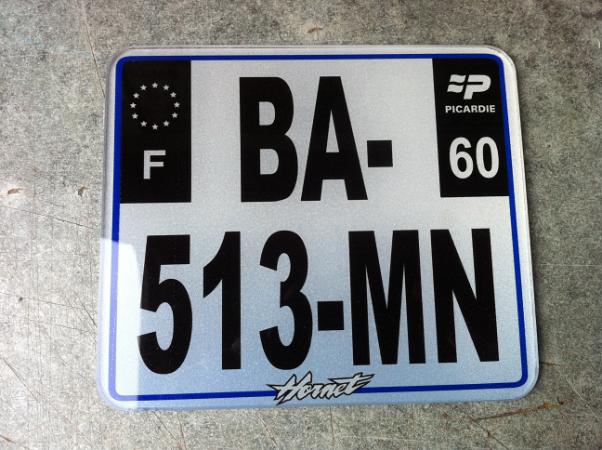 BA-
F
PICARDIE
60
513-MN
Hornet